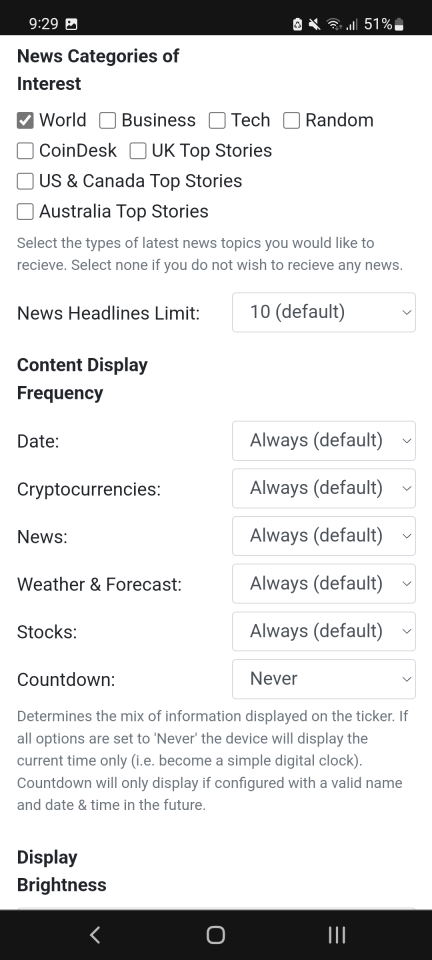 9:29 51%
News Categories of
Interest
World Business Tech Random
CoinDesk UK Top Stories
US & Canada Top Stories
Australia Top Stories
Select the types of latest news topics you would like to
recieve. Select none if you do not wish to recieve any news.
News Headlines Limit: 10 (default)
Content Display
Frequency
Date: Always (default)
Cryptocurrencies: Always (default)
News: Always (default)
Weather & Forecast: Always (default)
Stocks: Always (default)
Countdown: Never
Determines the mix of information displayed on the ticker. If
all options are set to 'Never' the device will display the
current time only (i.e. become a simple digital clock).
Countdown will only display if configured with a valid name
and date & time in the future.
Display
Brightness